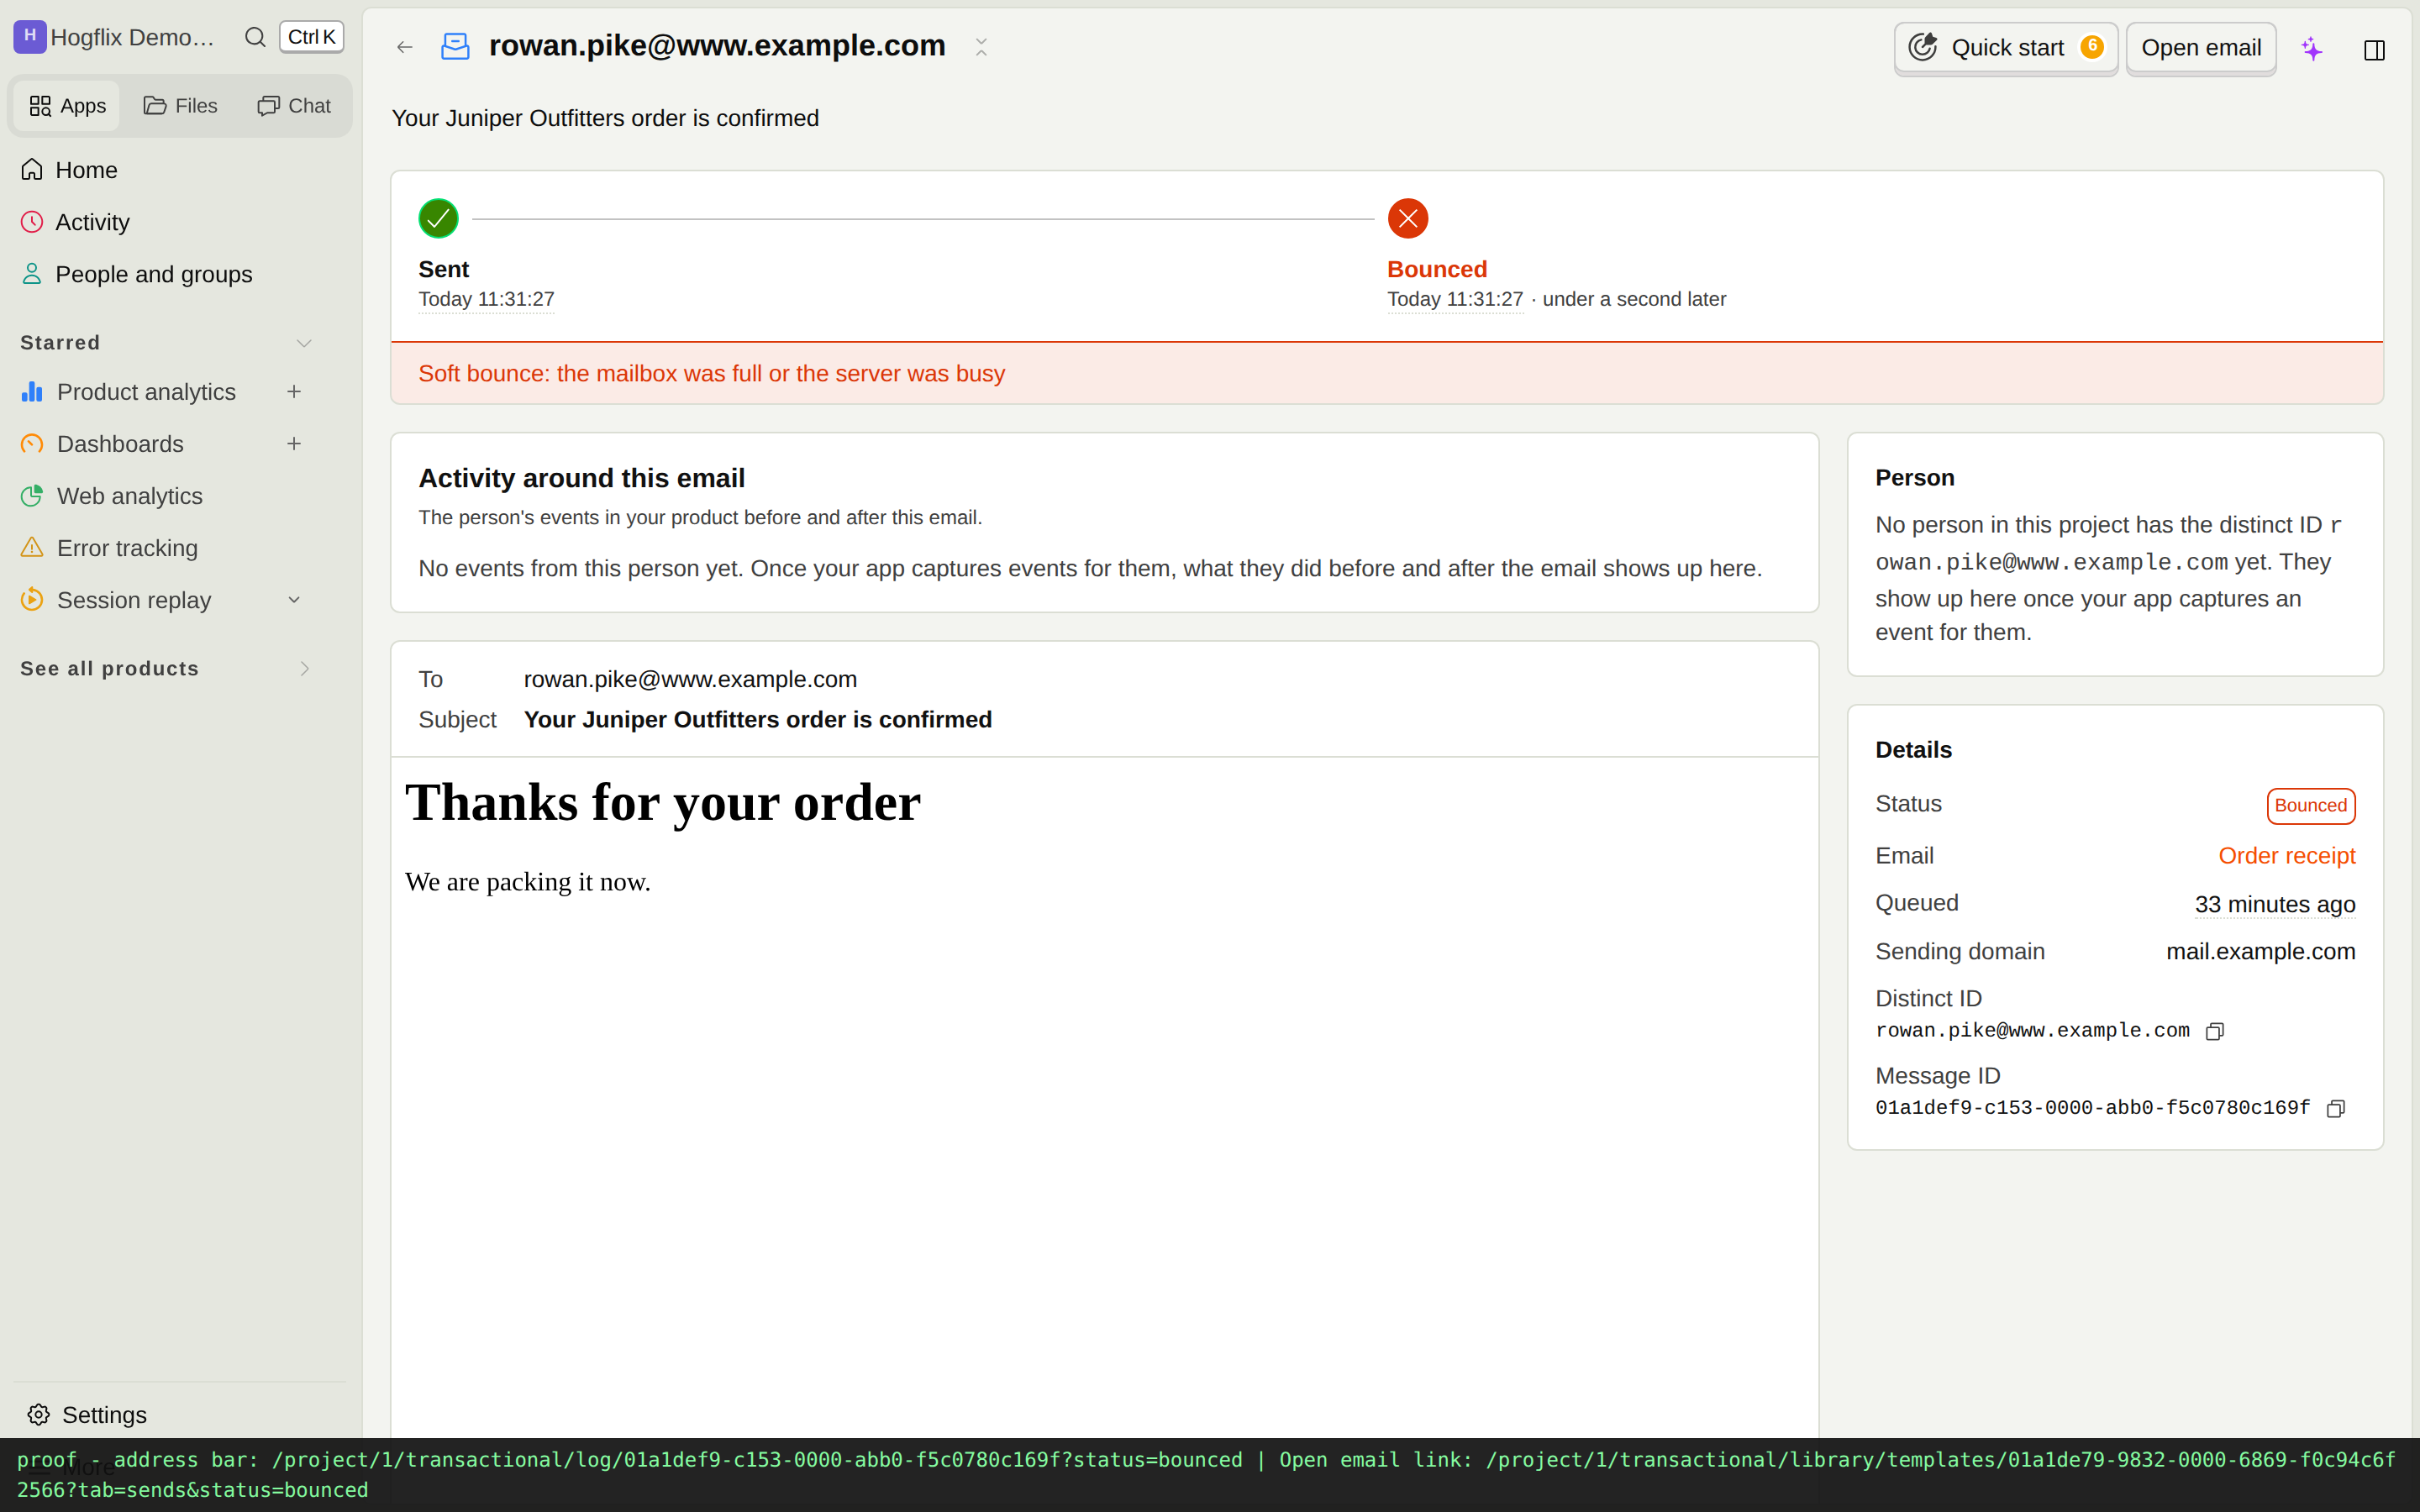 H Hogflix Demo… Ctrl K
Apps Files Chat
Home
Activity
People and groups
Starred
Product analytics
Dashboards
Web analytics
Error tracking
Session replay
See all products
Settings
More
rowan.pike@www.example.com
Quick start 6 Open email
Your Juniper Outfitters order is confirmed
Sent
Today 11:31:27
Bounced
Today 11:31:27 · under a second later
Soft bounce: the mailbox was full or the server was busy
Activity around this email
The person's events in your product before and after this email.
No events from this person yet. Once your app captures events for them, what they did before and after the email shows up here.
To rowan.pike@www.example.com
Subject Your Juniper Outfitters order is confirmed
Thanks for your order
We are packing it now.
Person
No person in this project has the distinct ID r
owan.pike@www.example.com yet. They
show up here once your app captures an
event for them.
Details
Status Bounced
Email Order receipt
Queued 33 minutes ago
Sending domain mail.example.com
Distinct ID
rowan.pike@www.example.com
Message ID
01a1def9-c153-0000-abb0-f5c0780c169f
proof - address bar: /project/1/transactional/log/01a1def9-c153-0000-abb0-f5c0780c169f?status=bounced | Open email link: /project/1/transactional/library/templates/01a1de79-9832-0000-6869-f0c94c6f
2566?tab=sends&status=bounced